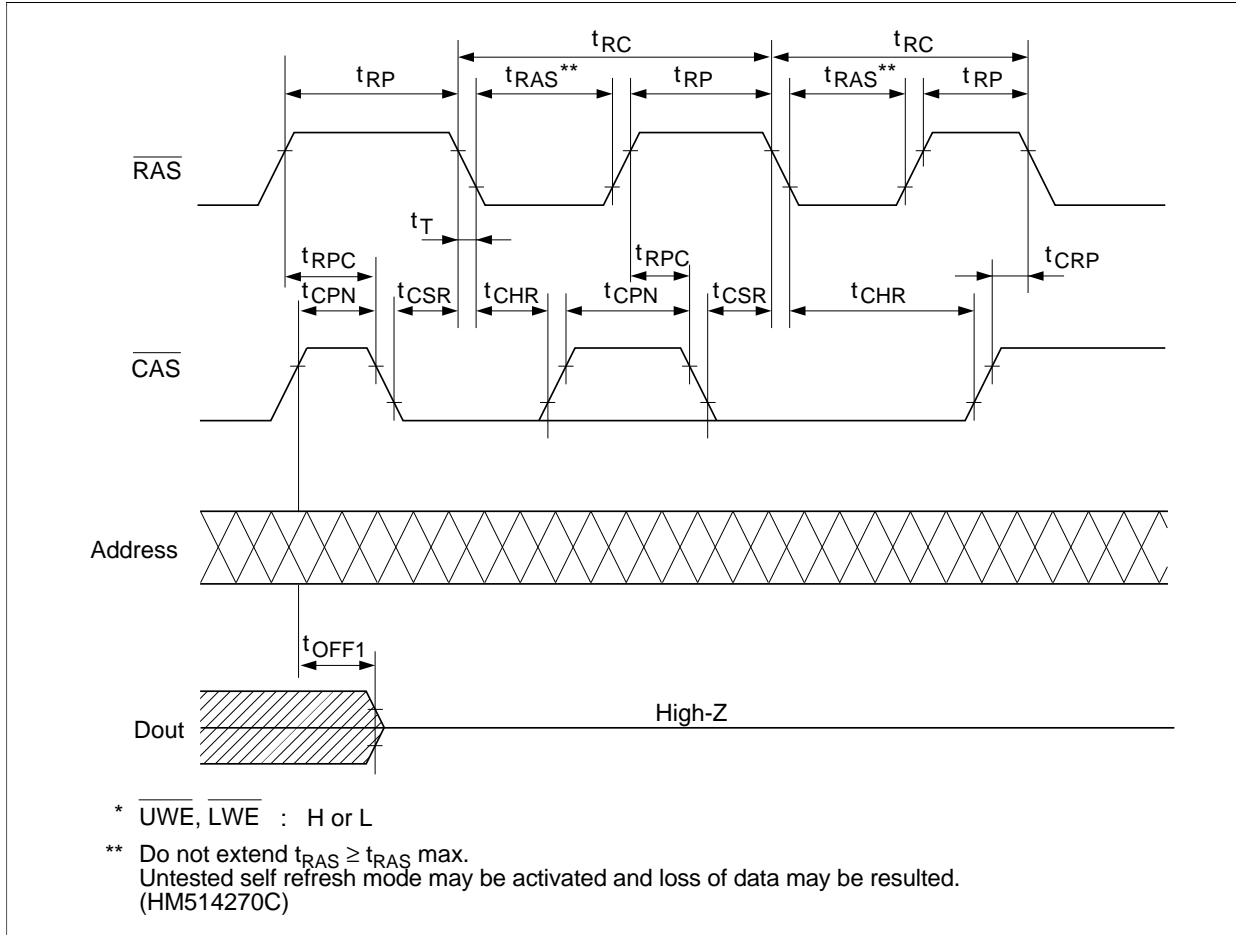 tRC tRC
tRP tRAS** tRP tRAS** tRP
RAS
tT
tRPC tRPC tCRP
tCPN tCSR tCHR tCPN tCSR tCHR
CAS
Address
tOFF1
High-Z
Dout
* UWE, LWE : H or L
** Do not extend tRAS ≥ tRAS max.
Untested self refresh mode may be activated and loss of data may be resulted.
(HM514270C)